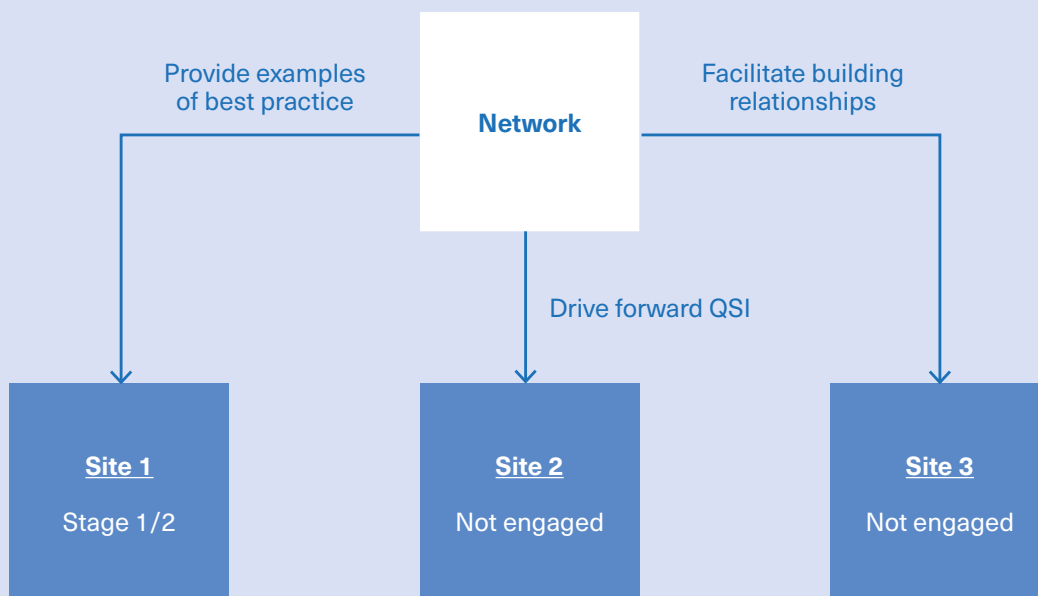 Provide examples
of best practice
Network
Facilitate building
relationships
Drive forward QSI
Site 1
Stage 1/2
Site 2
Not engaged
Site 3
Not engaged